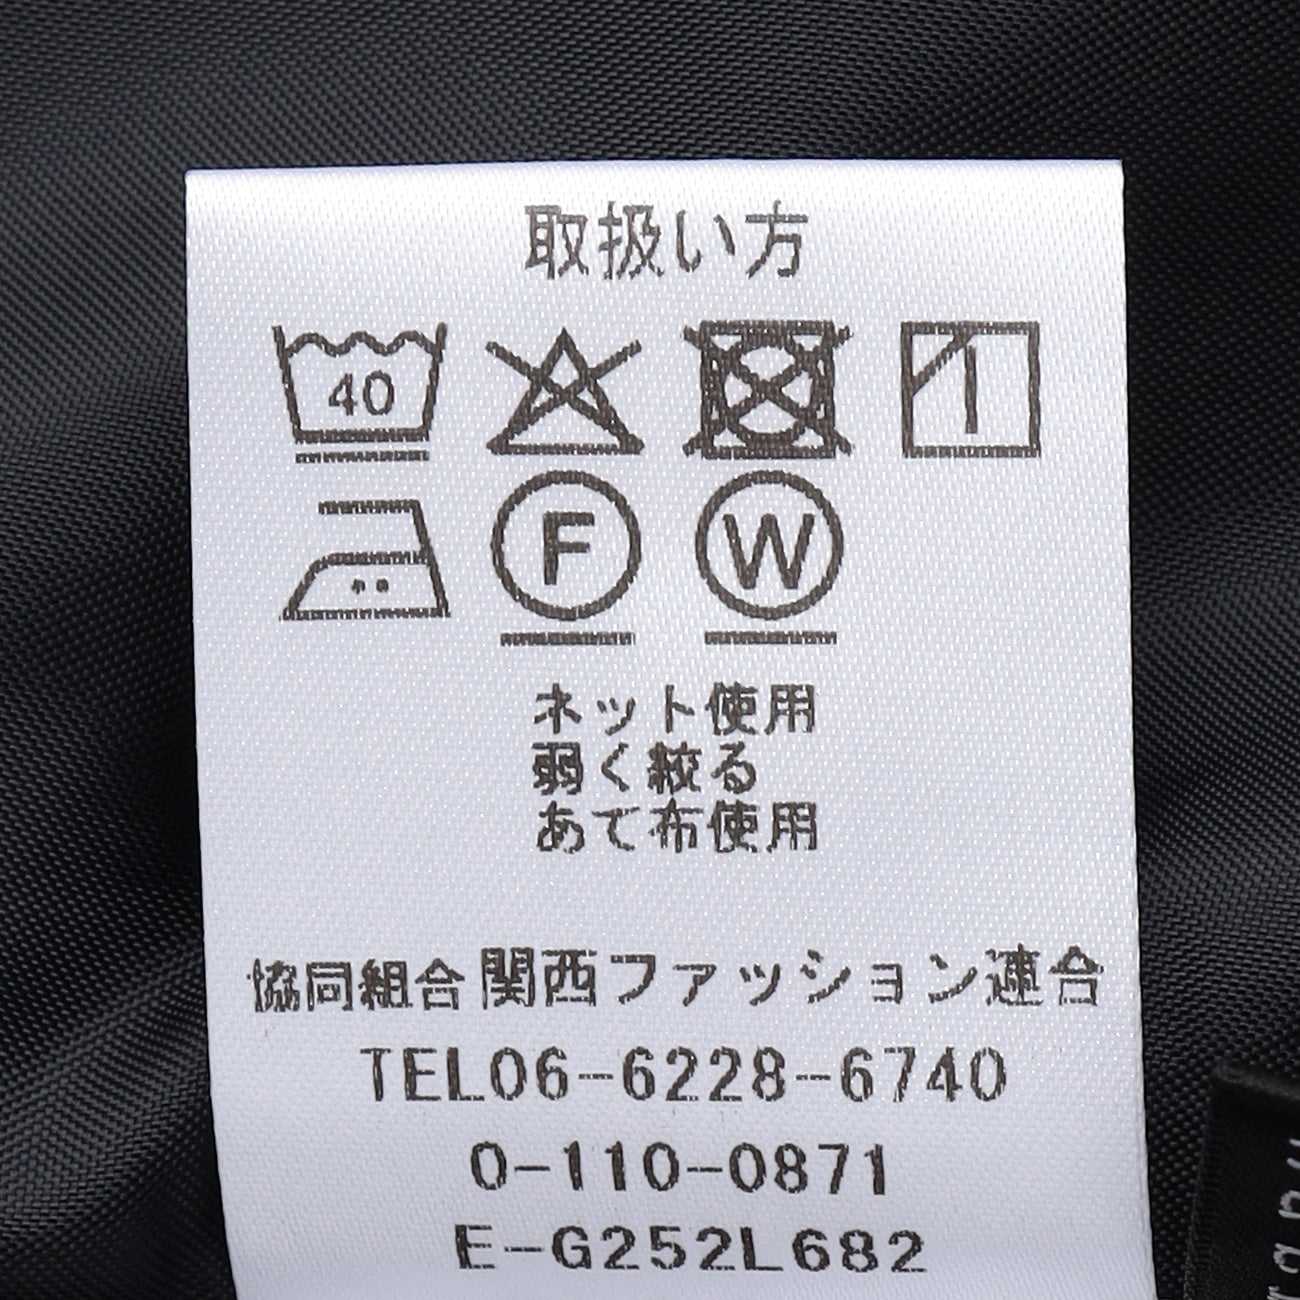 取扱い方
40
F W
ネット使用
弱く絞る
あて布使用
協同組合関西ファッション連合
TEL06-6228-6740
0-110-0871
E-G252L682